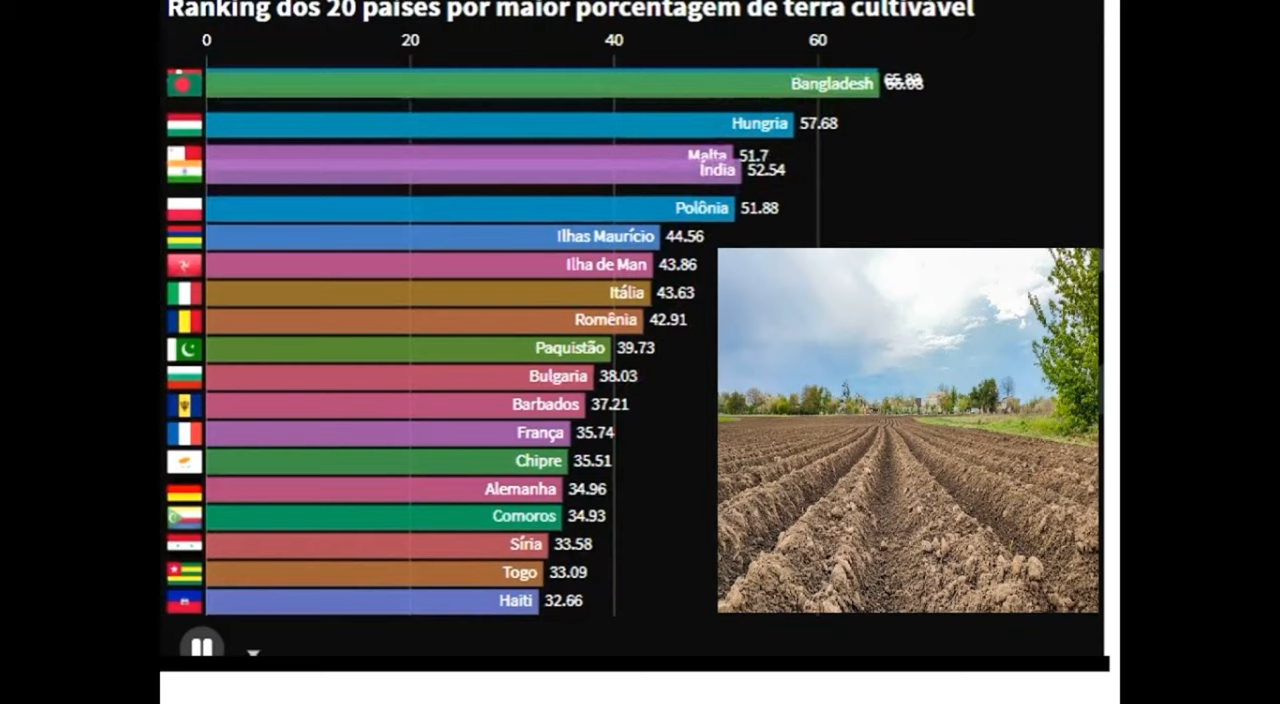 Ranking dos 20 países por maior porcentagem de terra cultivável
0 20 40 60
Bangladesh
Hungria 57.68
Malta 51.7
Índia 52.54
Polônia 51.88
Ilhas Maurício 44.56
Ilha de Man 43.86
Itália 43.63
Romênia 42.91
Paquistão 39.73
Bulgaria 38.03
Barbados 37.21
França 35.74
Chipre 35.51
Alemanha 34.96
Comoros 34.93
Síria 33.58
Togo 33.09
Haiti 32.66